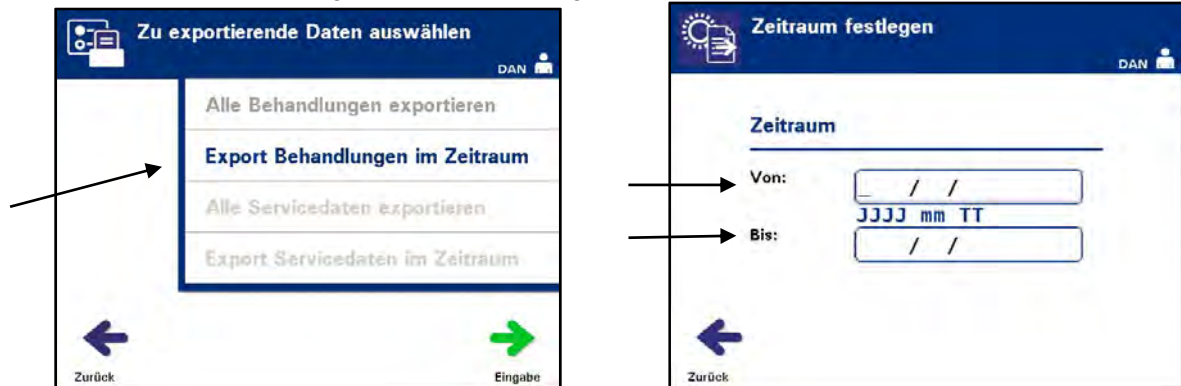 Zu exportierende Daten auswählen
DAN
Alle Behandlungen exportieren
Export Behandlungen im Zeitraum
Alle Servicedaten exportieren
Export Servicedaten im Zeitraum
Zurück
Eingabe
Zeitraum festlegen
DAN
Zeitraum
Von:
_ / /
JJJJ mm TT
Bis:
/ /
Zurück